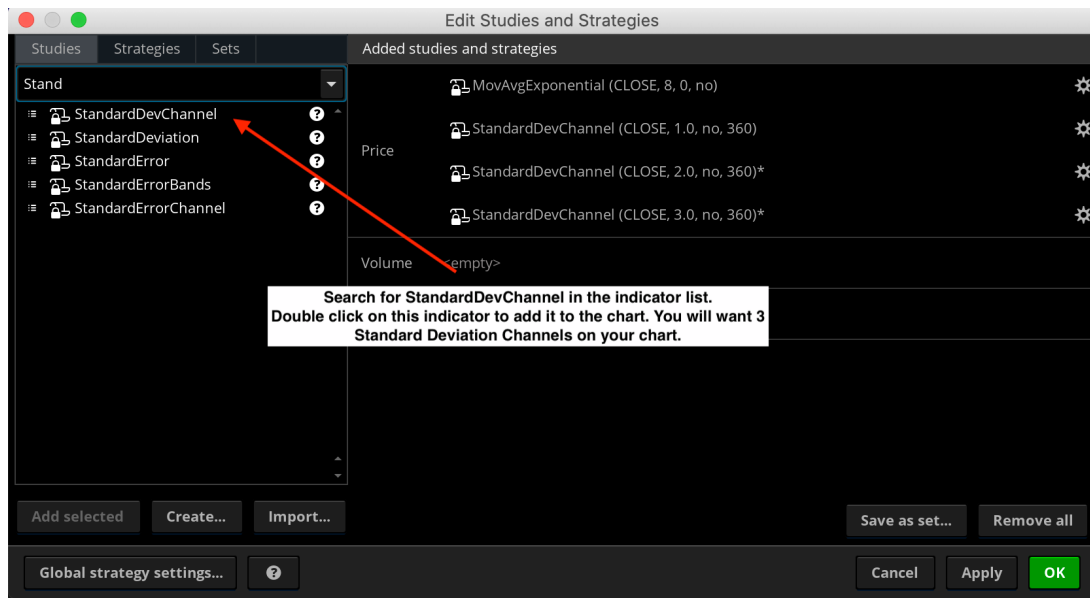 Edit Studies and Strategies
Studies Strategies Sets
Added studies and strategies
Stand
StandardDevChannel
StandardDeviation
StandardError
StandardErrorBands
StandardErrorChannel
Price
MovAvgExponential (CLOSE, 8, 0, no)
StandardDevChannel (CLOSE, 1.0, no, 360)
StandardDevChannel (CLOSE, 2.0, no, 360)*
StandardDevChannel (CLOSE, 3.0, no, 360)*
Volume <empty>
Search for StandardDevChannel in the indicator list.
Double click on this indicator to add it to the chart. You will want 3
Standard Deviation Channels on your chart.
Add selected Create... Import...
Save as set... Remove all
Global strategy settings... ?
Cancel Apply OK